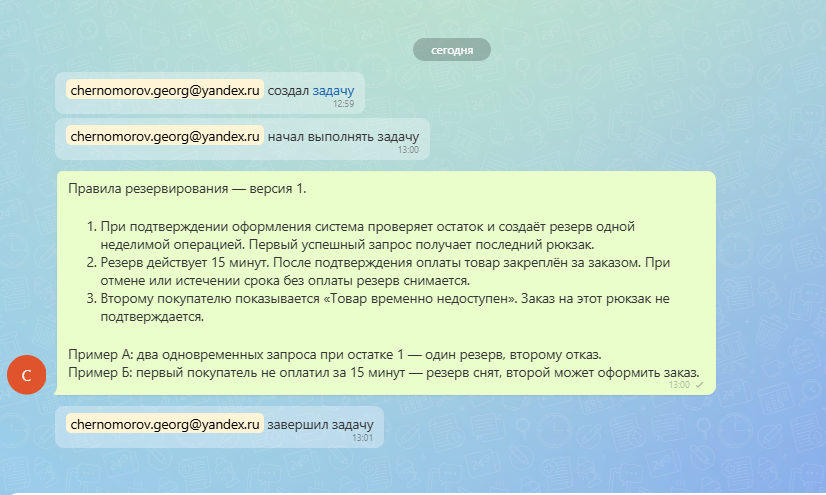 сегодня
chernomorov.georg@yandex.ru создал задачу
12:59
chernomorov.georg@yandex.ru начал выполнять задачу
13:00
Правила резервирования — версия 1.
1. При подтверждении оформления система проверяет остаток и создаёт резерв одной
неделимой операцией. Первый успешный запрос получает последний рюкзак.
2. Резерв действует 15 минут. После подтверждения оплаты товар закреплён за заказом. При
отмене или истечении срока без оплаты резерв снимается.
3. Второму покупателю показывается «Товар временно недоступен». Заказ на этот рюкзак не
подтверждается.
Пример А: два одновременных запроса при остатке 1 — один резерв, второму отказ.
Пример Б: первый покупатель не оплатил за 15 минут — резерв снят, второй может оформить заказ.
13:00
С
chernomorov.georg@yandex.ru завершил задачу
13:01